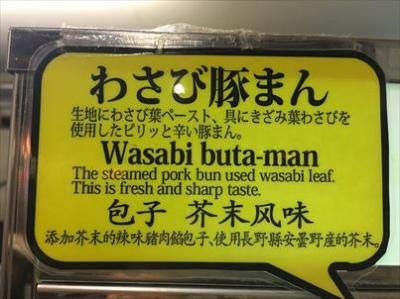 わさび豚まん
生地にわさび葉ペースト、具にきざみ葉わさびを
使用したピリッと辛い豚まん。
Wasabi buta-man
The steamed pork bun used wasabi leaf.
This is fresh and sharp taste.
包子 芥末风味
添加芥末的辣味豬肉餡包子、使用長野縣安曇野産的芥末。